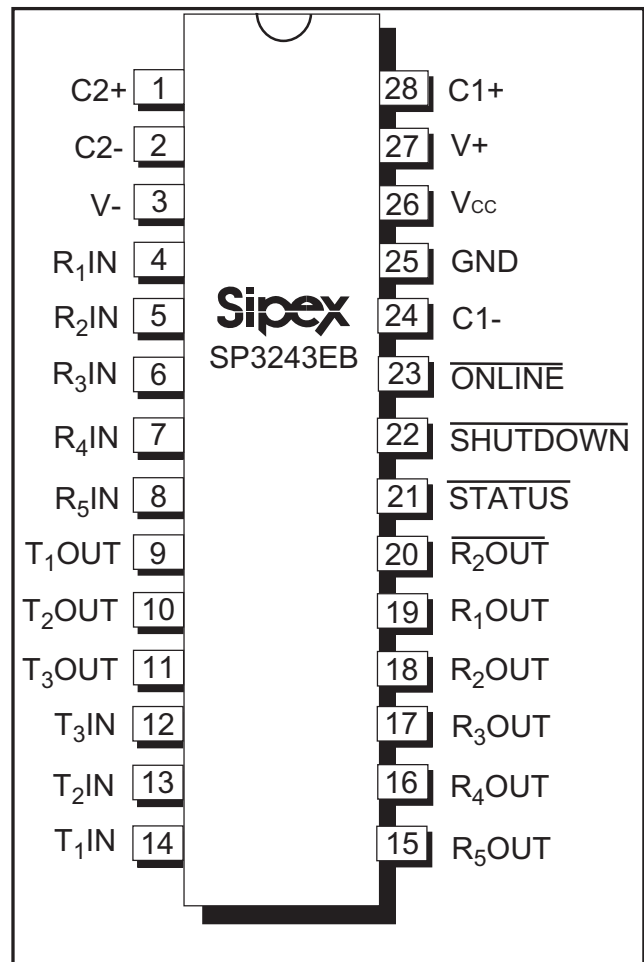 C2+ 1 28 C1+
C2- 2 27 V+
V- 3 26 VCC
R1IN 4 25 GND
Sipex
R2IN 5 24 C1-
SP3243EB
R3IN 6 23 ONLINE
R4IN 7 22 SHUTDOWN
R5IN 8 21 STATUS
T1OUT 9 20 R2OUT
T2OUT 10 19 R1OUT
T3OUT 11 18 R2OUT
T3IN 12 17 R3OUT
T2IN 13 16 R4OUT
T1IN 14 15 R5OUT